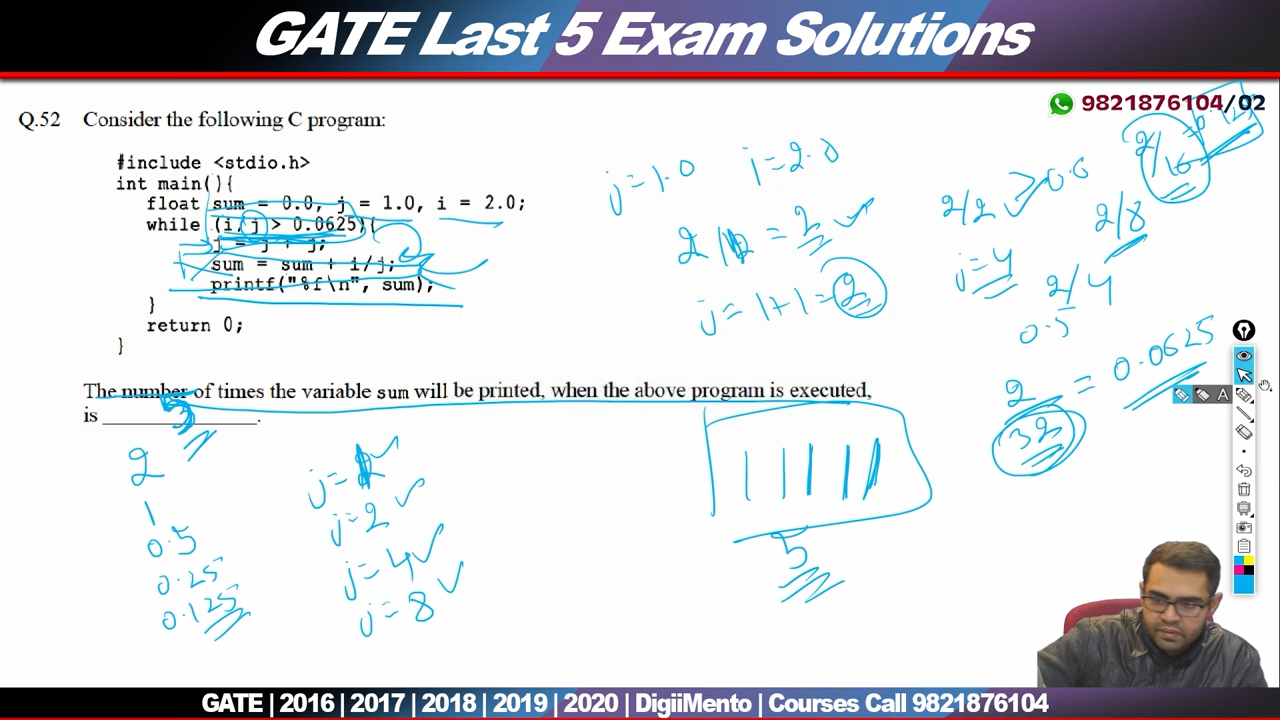 GATE Last 5 Exam Solutions
9821876104/02
Q.52 Consider the following C program:
#include <stdio.h>
int main(){
float sum = 0.0, j = 1.0, i = 2.0;
while (i/j > 0.0625){
j = j + j;
sum = sum + i/j;
printf("%f\n", sum);
}
return 0;
}
The number of times the variable sum will be printed, when the above program is executed,
is 5.
j=1.0 i=2.0
= 2
j= 1+1=2
2/2 > 0.0
2/16 = 0.125
2/8
j=4
2/4
0.5
2/32 = 0.0625
2
1
0.5
0.25
0.125
j=
j=2
j=4
j=8
5
A
GATE | 2016 | 2017 | 2018 | 2019 | 2020 | DigiiMento | Courses Call 9821876104